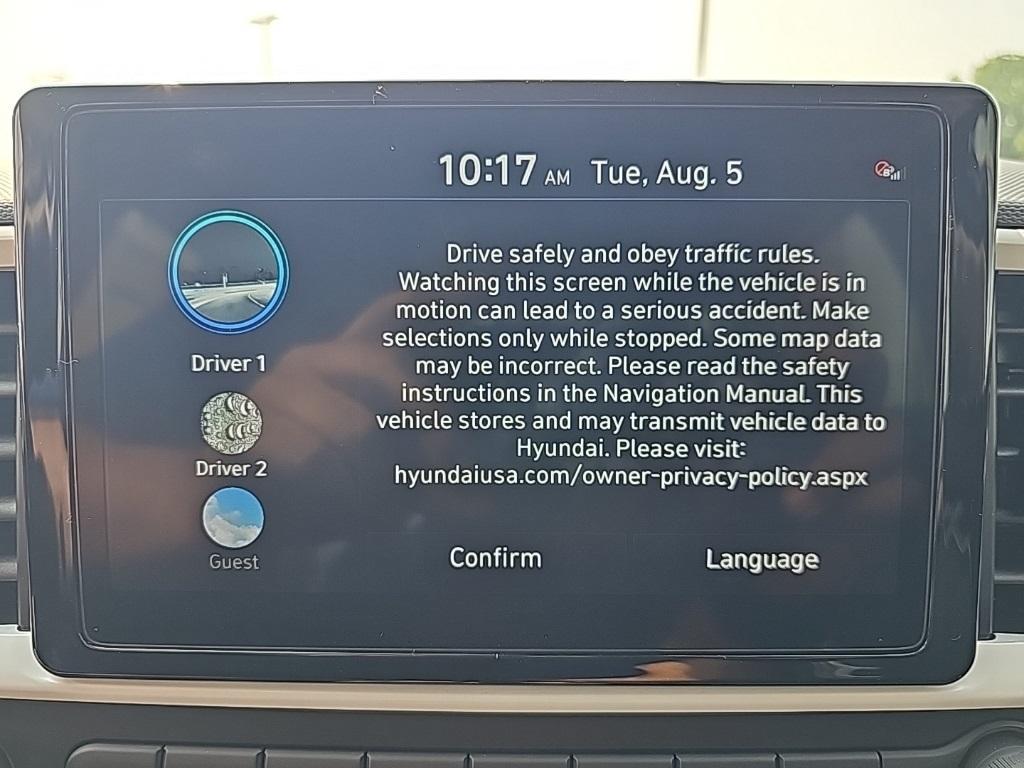 10:17 AM Tue, Aug. 5
Drive safely and obey traffic rules.
Watching this screen while the vehicle is in
motion can lead to a serious accident. Make
selections only while stopped. Some map data
may be incorrect. Please read the safety
instructions in the Navigation Manual. This
vehicle stores and may transmit vehicle data to
Hyundai. Please visit:
hyundaiusa.com/owner-privacy-policy.aspx
Driver 1
Driver 2
Guest
Confirm
Language